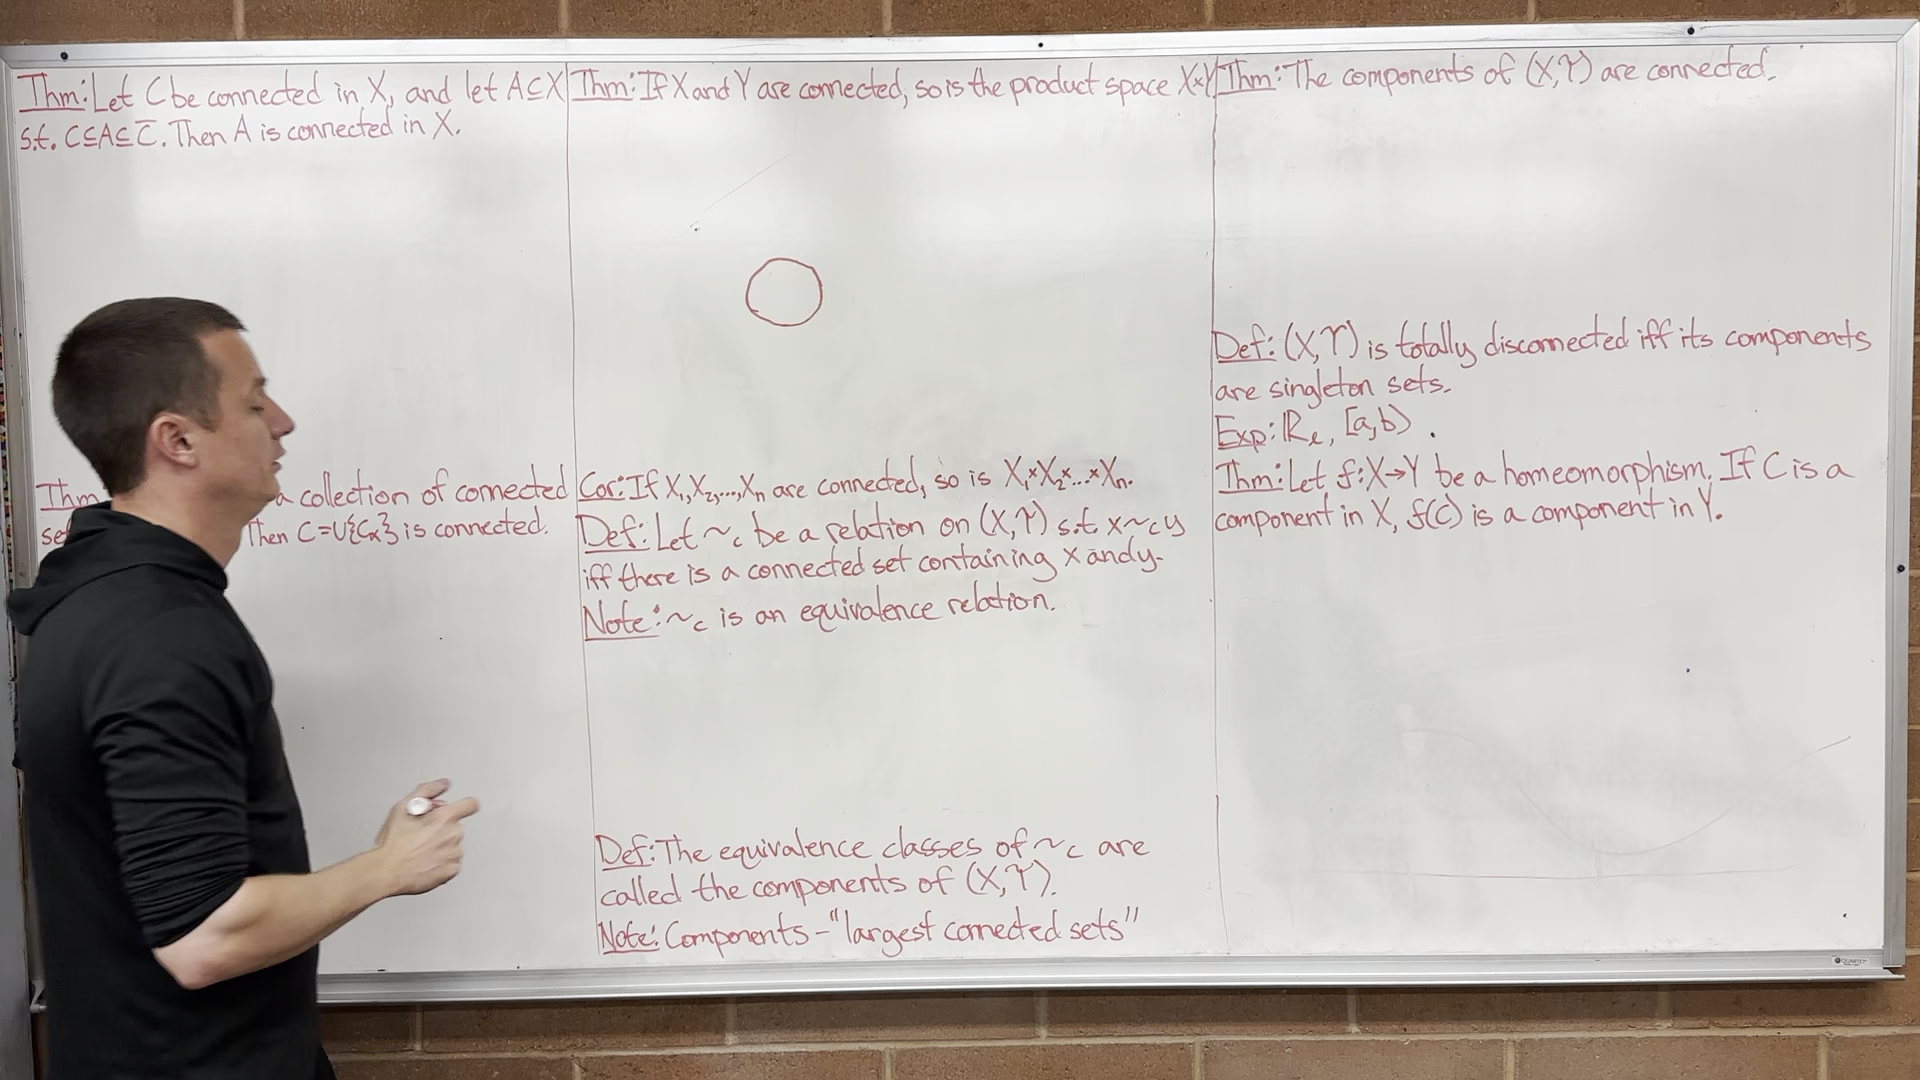 Thm: Let C be connected in X, and let A⊆X
s.t. C⊆A⊆C̅. Then A is connected in X.
Thm a collection of connected
se Then C=∪{Cα} is connected.
Thm: If X and Y are connected, so is the product space X×Y
Cor: If X₁, X₂,..., Xn are connected, so is X₁×X₂×...×Xn.
Def: Let ~c be a relation on (X,𝒯) s.t. x~c y
iff there is a connected set containing x and y.
Note: ~c is an equivalence relation.
Def: The equivalence classes of ~c are
called the components of (X,𝒯).
Note: Components – "largest connected sets"
Thm: The components of (X,𝒯) are connected.
Def: (X,𝒯) is totally disconnected iff its components
are singleton sets.
Exp: ℝℓ, [a,b).
Thm: Let f: X→Y be a homeomorphism. If C is a
component in X, f(C) is a component in Y.
QUARTET